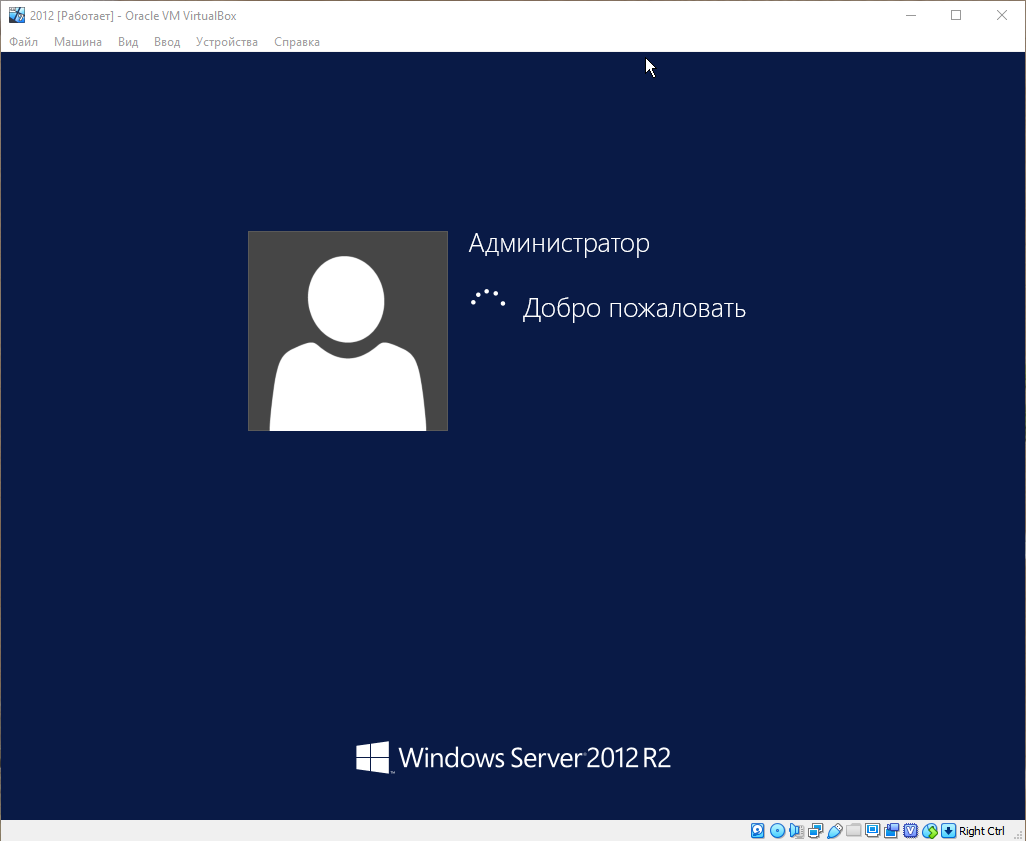 2012 [Работает] - Oracle VM VirtualBox
Файл Машина Вид Ввод Устройства Справка
Администратор
Добро пожаловать
Windows Server 2012 R2
Right Ctrl